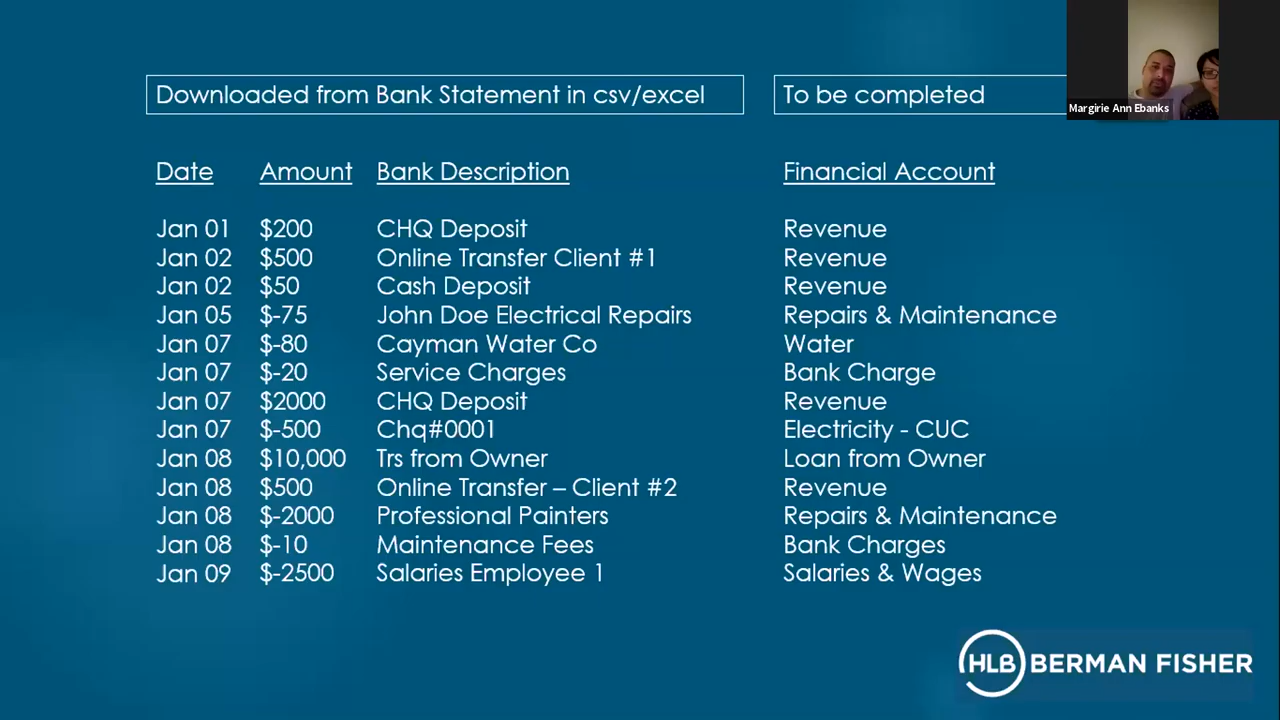 Downloaded from Bank Statement in csv/excel To be completed
Margirie Ann Ebanks
Date Amount Bank Description Financial Account
Jan 01 $200 CHQ Deposit Revenue
Jan 02 $500 Online Transfer Client #1 Revenue
Jan 02 $50 Cash Deposit Revenue
Jan 05 $-75 John Doe Electrical Repairs Repairs & Maintenance
Jan 07 $-80 Cayman Water Co Water
Jan 07 $-20 Service Charges Bank Charge
Jan 07 $2000 CHQ Deposit Revenue
Jan 07 $-500 Chq#0001 Electricity - CUC
Jan 08 $10,000 Trs from Owner Loan from Owner
Jan 08 $500 Online Transfer – Client #2 Revenue
Jan 08 $-2000 Professional Painters Repairs & Maintenance
Jan 08 $-10 Maintenance Fees Bank Charges
Jan 09 $-2500 Salaries Employee 1 Salaries & Wages
HLB BERMAN FISHER